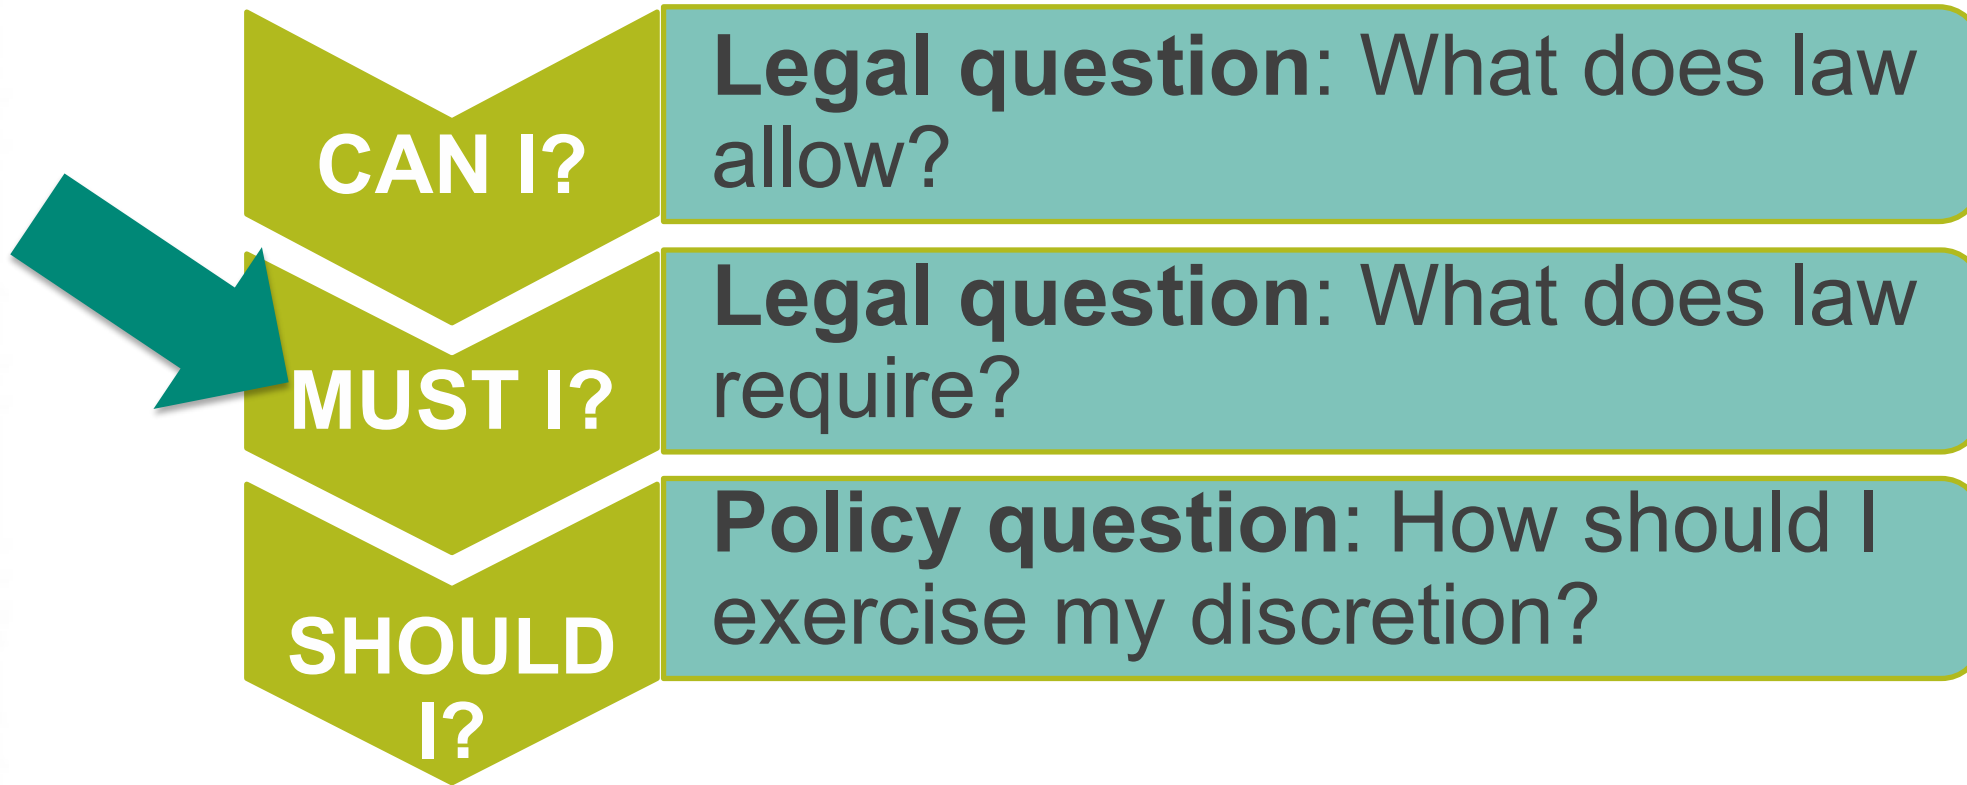 CAN I?
Legal question: What does law
allow?
MUST I?
Legal question: What does law
require?
SHOULD
I?
Policy question: How should I
exercise my discretion?